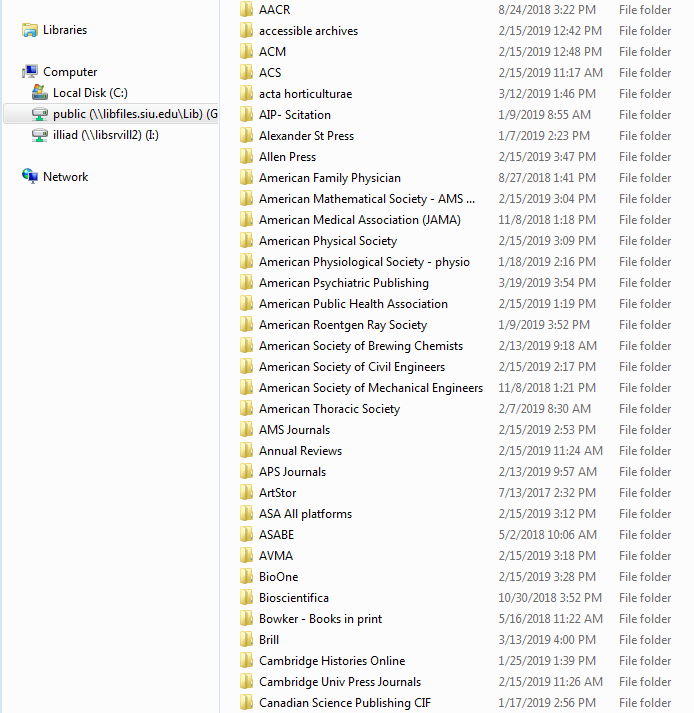 Libraries
Computer
Local Disk (C:)
public (\\libfiles.siu.edu\Lib) (G
illiad (\\libsrvill2) (I:)
Network
AACR 8/24/2018 3:22 PM File folder
accessible archives 2/15/2019 12:42 PM File folder
ACM 2/15/2019 12:48 PM File folder
ACS 2/15/2019 11:17 AM File folder
acta horticulturae 3/12/2019 1:46 PM File folder
AIP- Scitation 1/9/2019 8:55 AM File folder
Alexander St Press 1/7/2019 2:23 PM File folder
Allen Press 2/15/2019 3:47 PM File folder
American Family Physician 8/27/2018 1:41 PM File folder
American Mathematical Society - AMS ... 2/15/2019 3:04 PM File folder
American Medical Association (JAMA) 11/8/2018 1:18 PM File folder
American Physical Society 2/15/2019 3:09 PM File folder
American Physiological Society - physio 1/18/2019 2:16 PM File folder
American Psychiatric Publishing 3/19/2019 3:54 PM File folder
American Public Health Association 2/15/2019 1:19 PM File folder
American Roentgen Ray Society 1/9/2019 3:52 PM File folder
American Society of Brewing Chemists 2/13/2019 9:18 AM File folder
American Society of Civil Engineers 2/15/2019 2:17 PM File folder
American Society of Mechanical Engineers 11/8/2018 1:21 PM File folder
American Thoracic Society 2/7/2019 8:30 AM File folder
AMS Journals 2/15/2019 2:53 PM File folder
Annual Reviews 2/15/2019 11:24 AM File folder
APS Journals 2/13/2019 9:57 AM File folder
ArtStor 7/13/2017 2:32 PM File folder
ASA All platforms 2/15/2019 3:12 PM File folder
ASABE 5/2/2018 10:06 AM File folder
AVMA 2/15/2019 3:18 PM File folder
BioOne 2/15/2019 3:28 PM File folder
Bioscientifica 10/30/2018 3:52 PM File folder
Bowker - Books in print 5/16/2018 11:22 AM File folder
Brill 3/13/2019 4:00 PM File folder
Cambridge Histories Online 1/25/2019 1:39 PM File folder
Cambridge Univ Press Journals 2/15/2019 11:26 AM File folder
Canadian Science Publishing CIF 1/17/2019 2:56 PM File folder